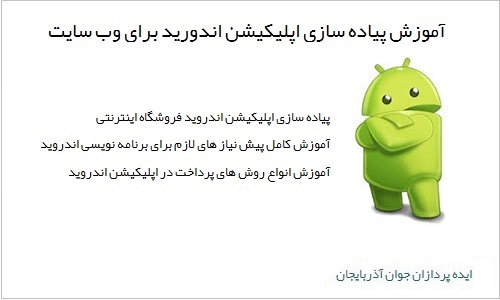 آموزش پیاده سازی اپلیکیشن اندورید برای وب سایت
پیاده سازی اپلیکیشن اندروید فروشگاه اینترنتی
آموزش کامل پیش نیاز های لازم برای برنامه نویسی اندروید
آموزش انواع روش های پرداخت در اپلیکیشن اندروید
ایده پردازان جوان آذربایجان